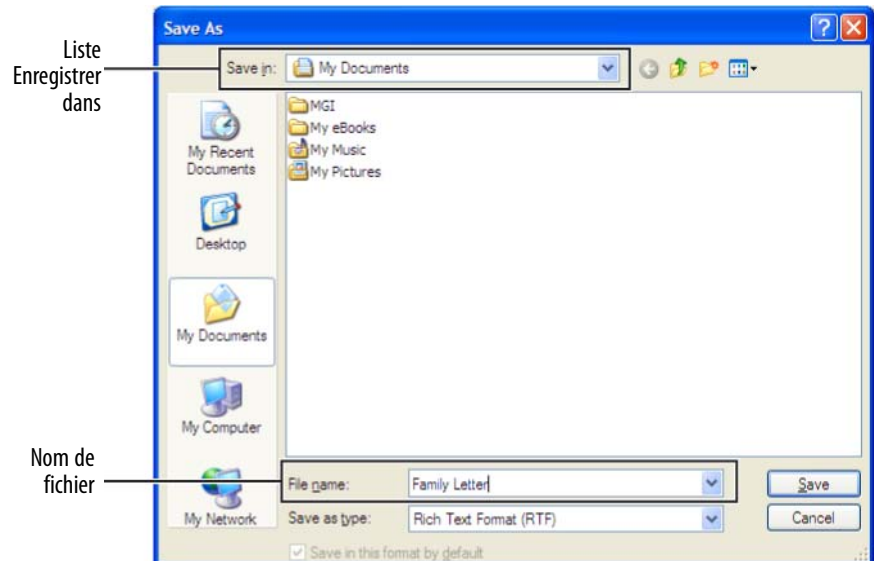 Save As
Liste
Enregistrer
dans
Save in:
My Documents
MGI
My eBooks
My Music
My Pictures
My Recent
Documents
Desktop
My Documents
My Computer
My Network
Nom de
fichier
File name:
Family Letter
Save
Save as type:
Rich Text Format (RTF)
Cancel
Save in this format by default